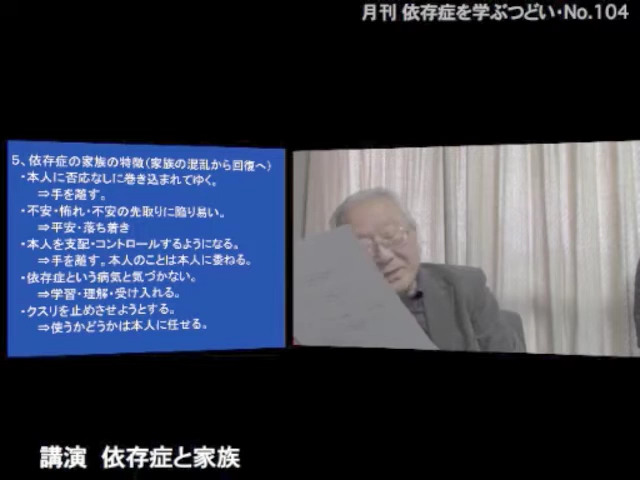 月刊 依存症を学ぶつどい・No.104
5、依存症の家族の特徴(家族の混乱から回復へ)
・本人に否応なしに巻き込まれてゆく。
⇒手を離す。
・不安・怖れ・不安の先取りに陥り易い。
⇒平安・落ち着き
・本人を支配・コントロールするようになる。
⇒手を離す。本人のことは本人に委ねる。
・依存症という病気と気づかない。
⇒学習・理解・受け入れる。
・クスリを止めさせようとする。
⇒使うかどうかは本人に任せる。
講演 依存症と家族